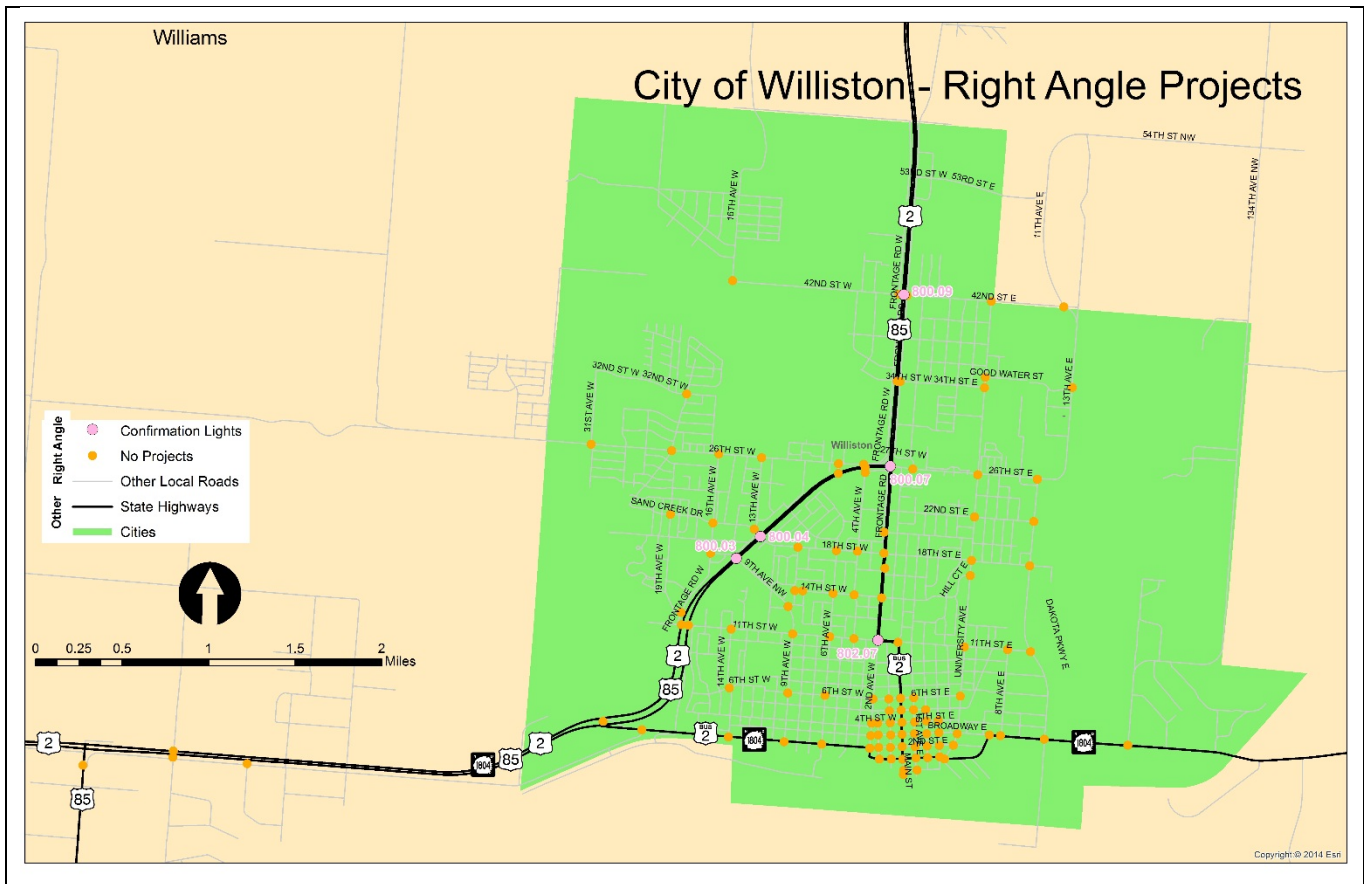 Williams
City of Williston - Right Angle Projects
54TH ST NW
53RD ST W
53RD ST E
16TH AVE W
11TH AVE E
134TH AVE NW
2
FRONTAGE RD W
42ND ST W
800.09
42ND ST E
85
32ND ST W
32ND ST W
34TH ST W
34TH ST E
GOOD WATER ST
13TH AVE E
31ST AVE W
FRONTAGE RD W
Williston
26TH ST W
27TH ST W
26TH ST E
800.07
Right Angle
Other
Confirmation Lights
No Projects
Other Local Roads
State Highways
Cities
16TH AVE W
13TH AVE W
4TH AVE W
FRONTAGE RD
SAND CREEK DR
22ND ST E
800.04
800.03
18TH ST W
18TH ST E
19TH AVE W
FRONTAGE RD W
9TH AVE NW
14TH ST W
HILL CT E
UNIVERSITY AVE
DAKOTA PKWY E
11TH ST W
6TH AVE W
11TH ST E
802.07
0 0.25 0.5 1 1.5 2
Miles
2
BUS
2
14TH AVE W
9TH AVE W
2ND AVE W
8TH AVE E
85
6TH ST W
6TH ST W
6TH ST E
4TH ST W
BROADWAY E
2ND ST E
1ST AVE E
MAIN ST
BUS
2
1804
1804
2
2
85
1804
85
Copyright:© 2014 Esri